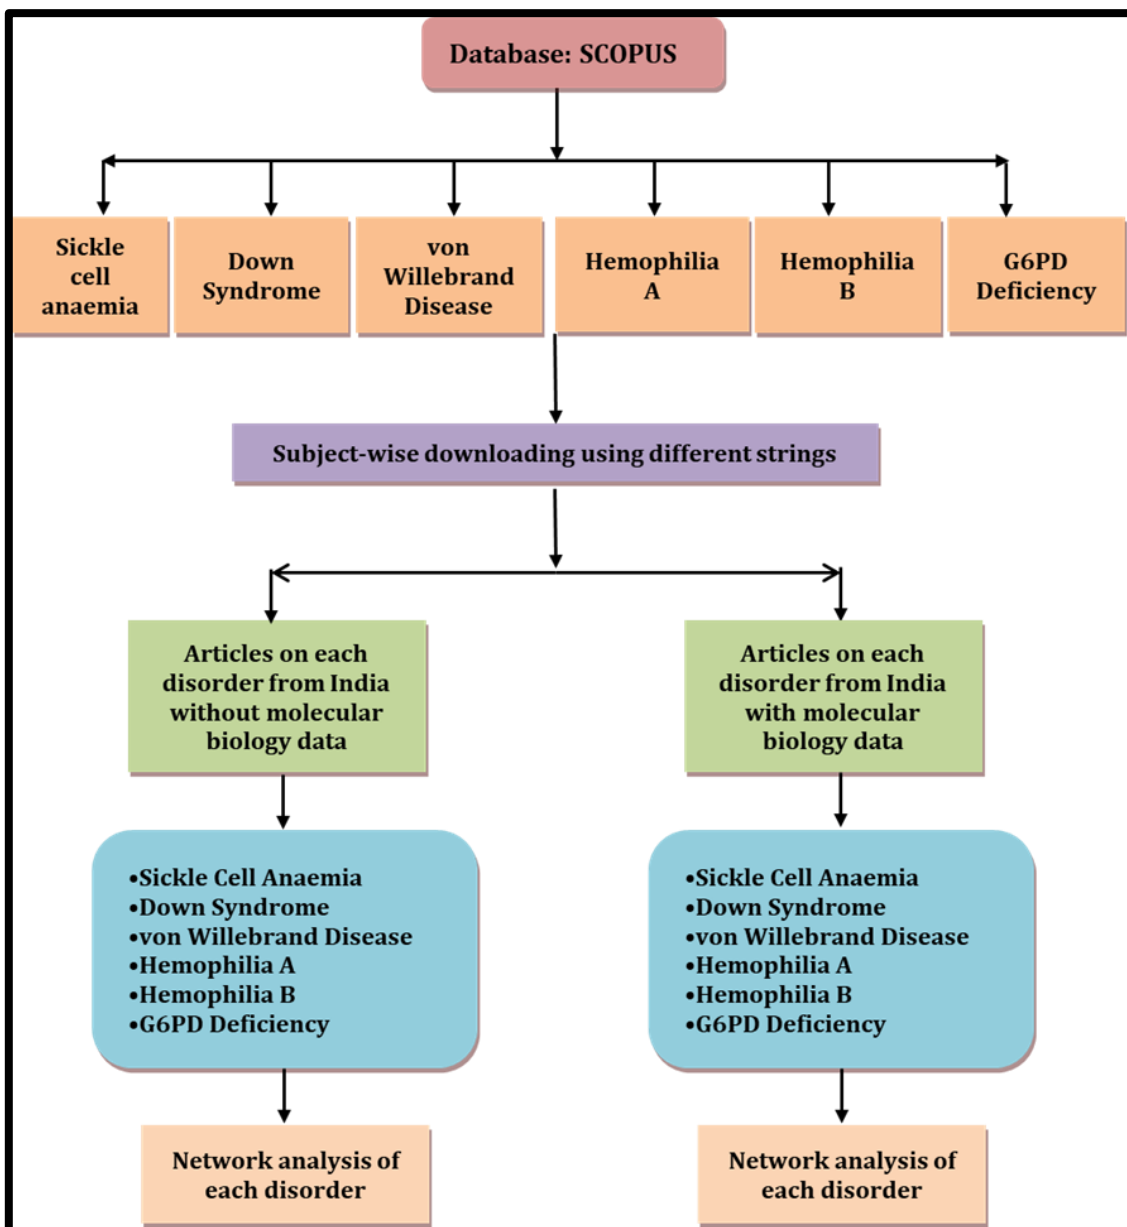 Database: SCOPUS
Sickle
cell
anaemia
Down
Syndrome
von
Willebrand
Disease
Hemophilia
A
Hemophilia
B
G6PD
Deficiency
Subject-wise downloading using different strings
Articles on each
disorder from India
without molecular
biology data
Articles on each
disorder from India
with molecular
biology data
•Sickle Cell Anaemia
•Down Syndrome
•von Willebrand Disease
•Hemophilia A
•Hemophilia B
•G6PD Deficiency
•Sickle Cell Anaemia
•Down Syndrome
•von Willebrand Disease
•Hemophilia A
•Hemophilia B
•G6PD Deficiency
Network analysis of
each disorder
Network analysis of
each disorder